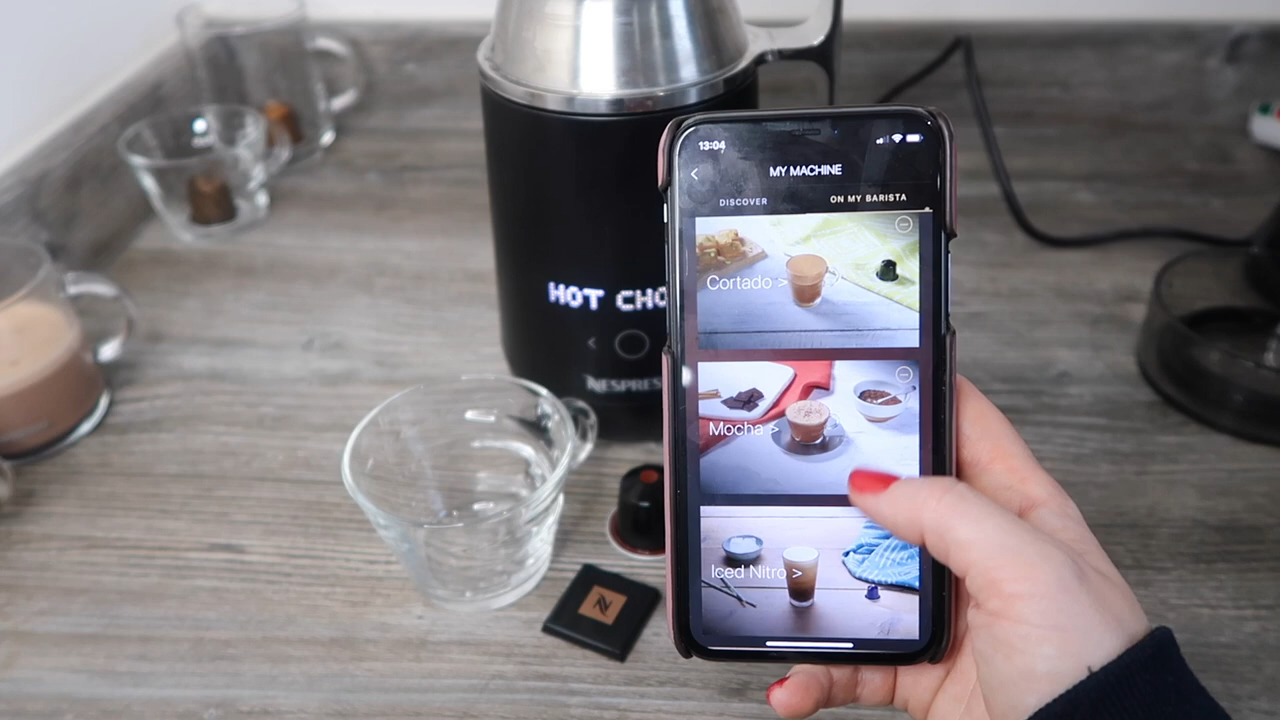 13:04
MY MACHINE
DISCOVER
ON MY BARISTA
Cortado >
Mocha >
Iced Nitro >
HOT CHO
<
NESPRES
N